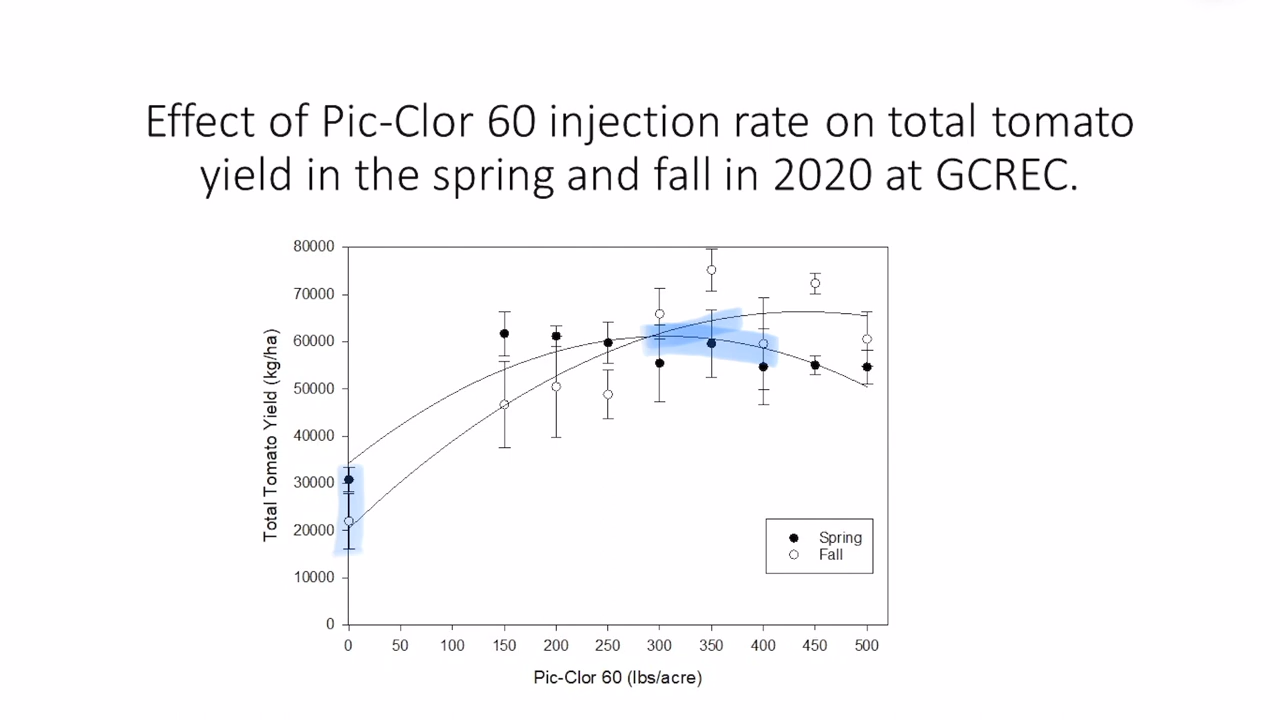 Effect of Pic-Clor 60 injection rate on total tomato
yield in the spring and fall in 2020 at GCREC.
80000
70000
60000
50000
40000
30000
20000
10000
0
Total Tomato Yield (kg/ha)
Spring
Fall
0 50 100 150 200 250 300 350 400 450 500
Pic-Clor 60 (lbs/acre)